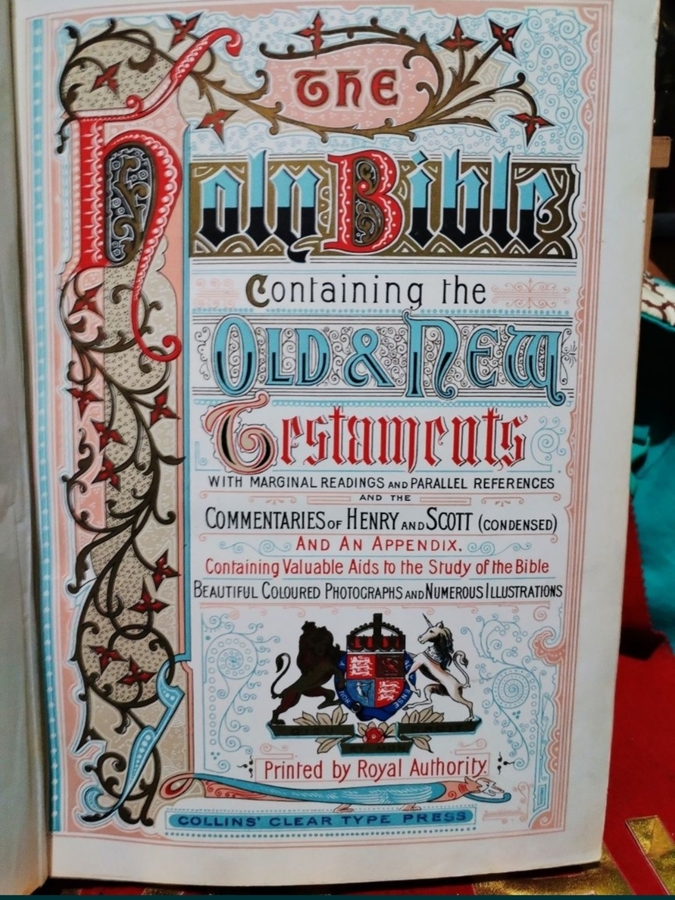 THE
Holy Bible
Containing the
OLD & NEW
Testaments
WITH MARGINAL READINGS AND PARALLEL REFERENCES
AND THE
COMMENTARIES OF HENRY AND SCOTT (CONDENSED)
AND AN APPENDIX.
Containing Valuable Aids to the Study of the Bible
BEAUTIFUL COLOURED PHOTOGRAPHS AND NUMEROUS ILLUSTRATIONS
Printed by Royal Authority.
COLLINS' CLEAR TYPE PRESS